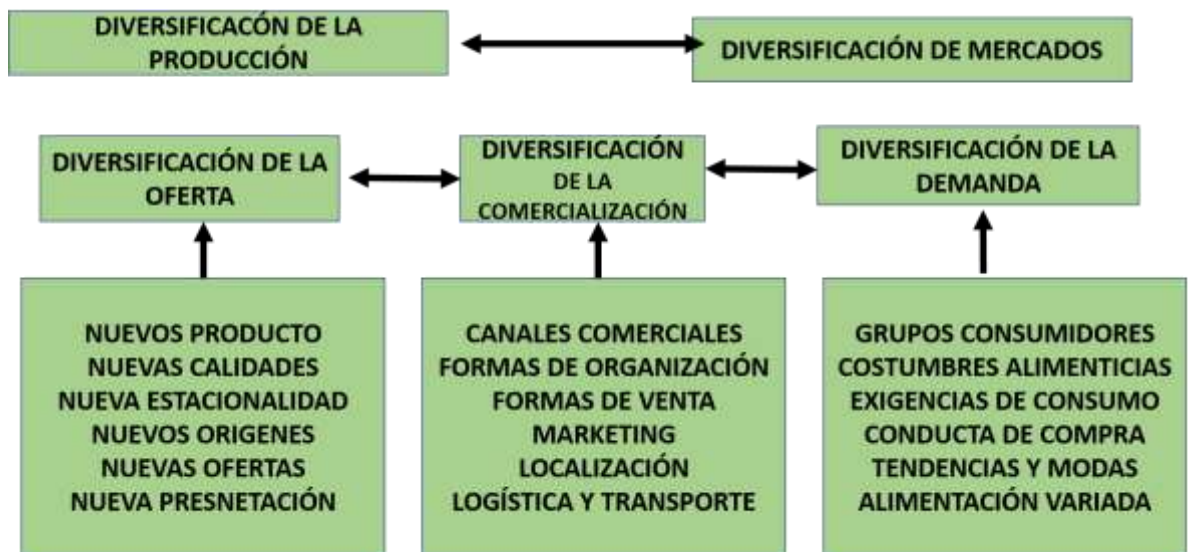 DIVERSIFICACÓN DE LA
PRODUCCIÓN
DIVERSIFICACIÓN DE MERCADOS
DIVERSIFICACIÓN DE LA
OFERTA
DIVERSIFICACIÓN
DE LA
COMERCIALIZACIÓN
DIVERSIFICACIÓN DE LA
DEMANDA
NUEVOS PRODUCTO
NUEVAS CALIDADES
NUEVA ESTACIONALIDAD
NUEVOS ORIGENES
NUEVAS OFERTAS
NUEVA PRESNETACIÓN
CANALES COMERCIALES
FORMAS DE ORGANIZACIÓN
FORMAS DE VENTA
MARKETING
LOCALIZACIÓN
LOGÍSTICA Y TRANSPORTE
GRUPOS CONSUMIDORES
COSTUMBRES ALIMENTICIAS
EXIGENCIAS DE CONSUMO
CONDUCTA DE COMPRA
TENDENCIAS Y MODAS
ALIMENTACIÓN VARIADA